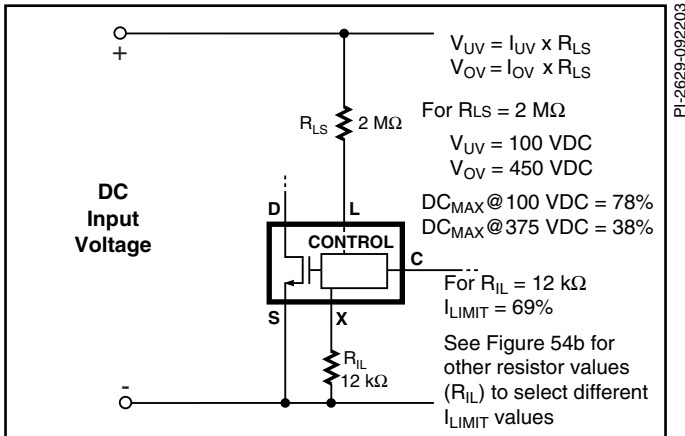 PI-2629-092203
+
V_UV = I_UV x R_LS
V_OV = I_OV x R_LS
R_LS 2 MΩ
For R_LS = 2 MΩ
V_UV = 100 VDC
V_OV = 450 VDC
DC_MAX@100 VDC = 78%
DC_MAX@375 VDC = 38%
DC
Input
Voltage
D
L
CONTROL
C
S
X
For R_IL = 12 kΩ
I_LIMIT = 69%
R_IL
12 kΩ
See Figure 54b for
other resistor values
(R_IL) to select different
I_LIMIT values
-